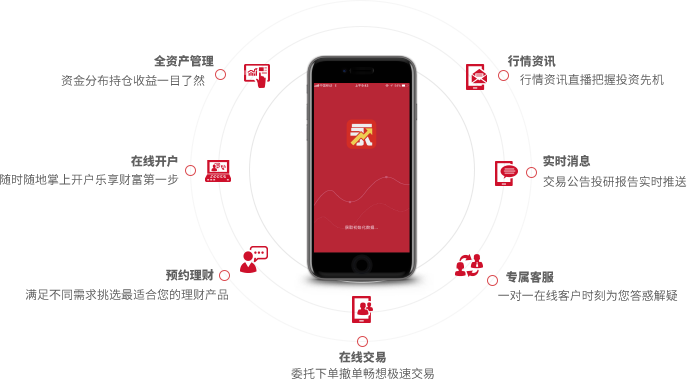 全资产管理
资金分布持仓收益一目了然
行情资讯
行情资讯直播把握投资先机
在线开户
随时随地掌上开户乐享财富第一步
实时消息
交易公告投研报告实时推送
预约理财
满足不同需求挑选最适合您的理财产品
专属客服
一对一在线客户时刻为您答惑解疑
在线交易
委托下单撤单畅想极速交易